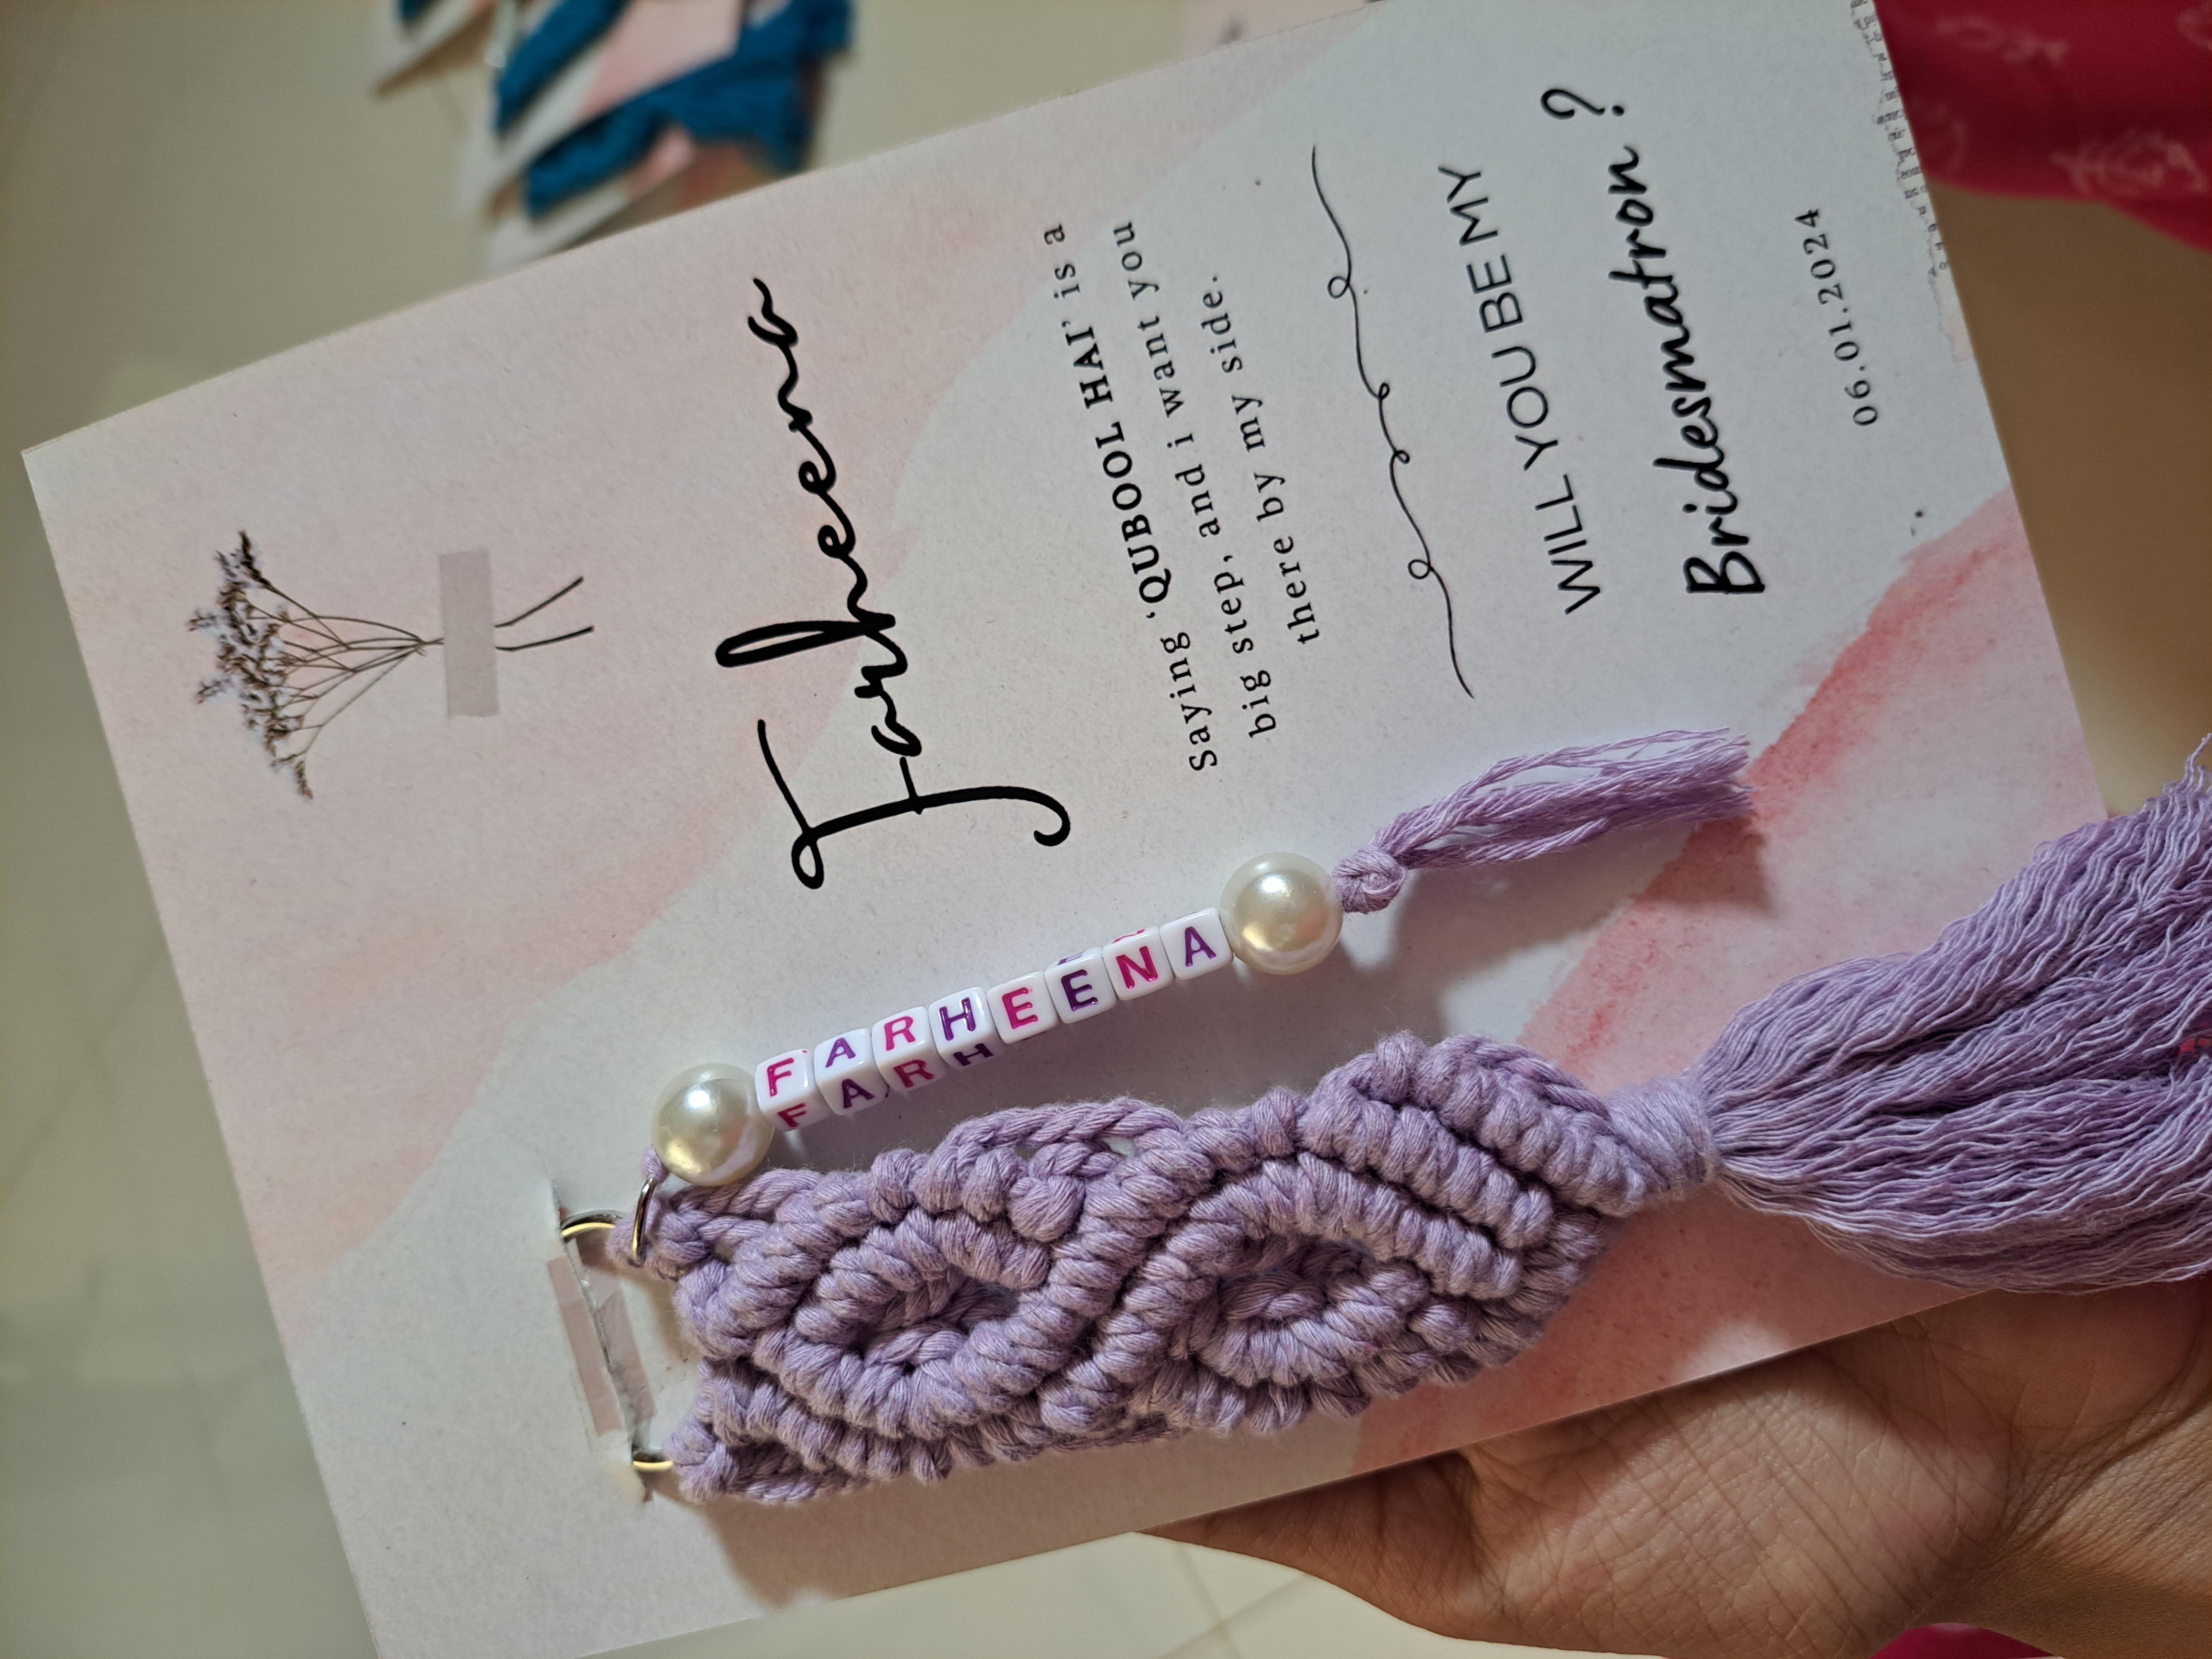 FARHEENA
Farheena
Saying ‘QUBOOL HAI’ is a
big step, and i want you
there by my side.
WILL YOU BE MY
Bridesmatron ?
06.01.2024